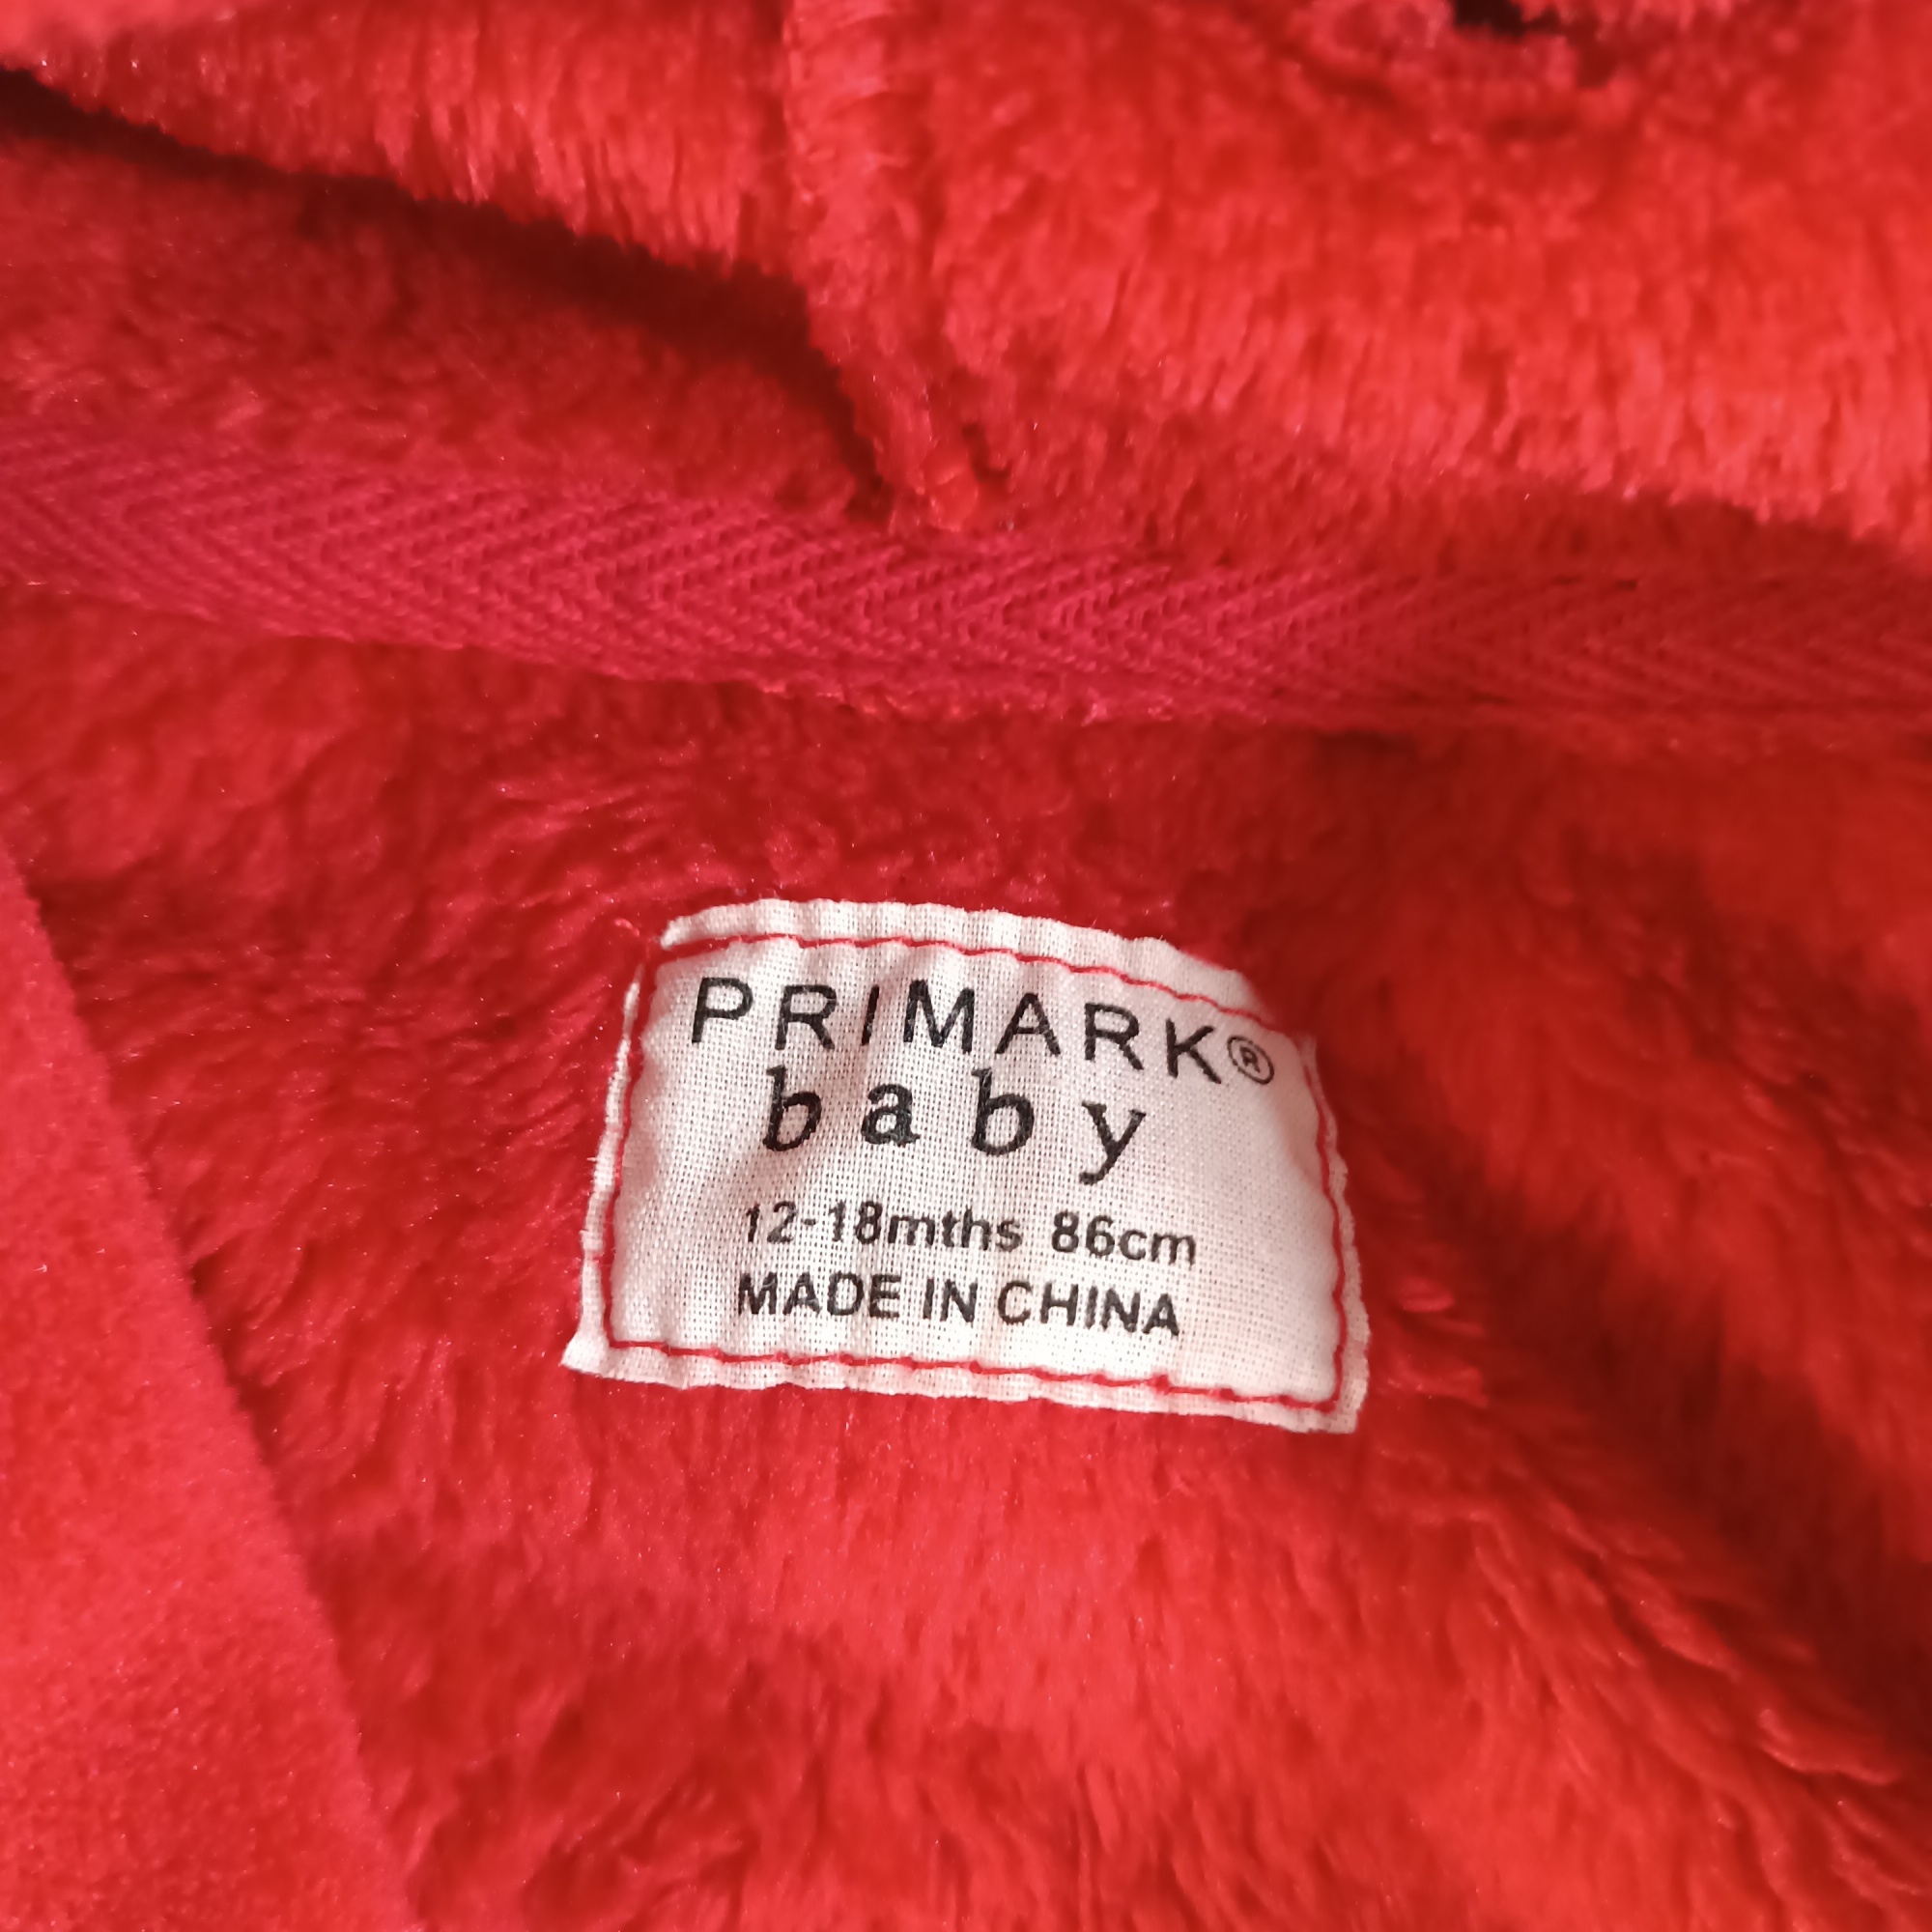 PRIMARK®
baby
12-18mths 86cm
MADE IN CHINA